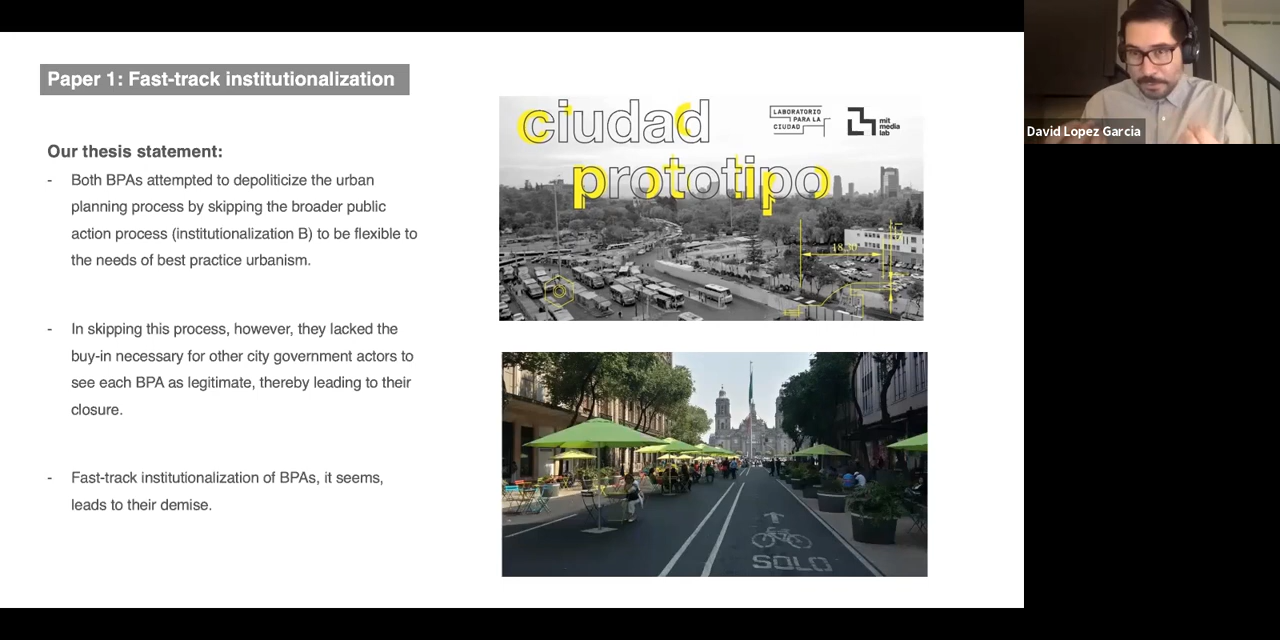 Paper 1: Fast-track institutionalization
Our thesis statement:
- Both BPAs attempted to depoliticize the urban
planning process by skipping the broader public
action process (institutionalization B) to be flexible to
the needs of best practice urbanism.
- In skipping this process, however, they lacked the
buy-in necessary for other city government actors to
see each BPA as legitimate, thereby leading to their
closure.
- Fast-track institutionalization of BPAs, it seems,
leads to their demise.
ciudad
prototipo
LABORATORIO
PARA LA
CIUDAD
mit
media
lab
18.30
SOLO
David Lopez Garcia